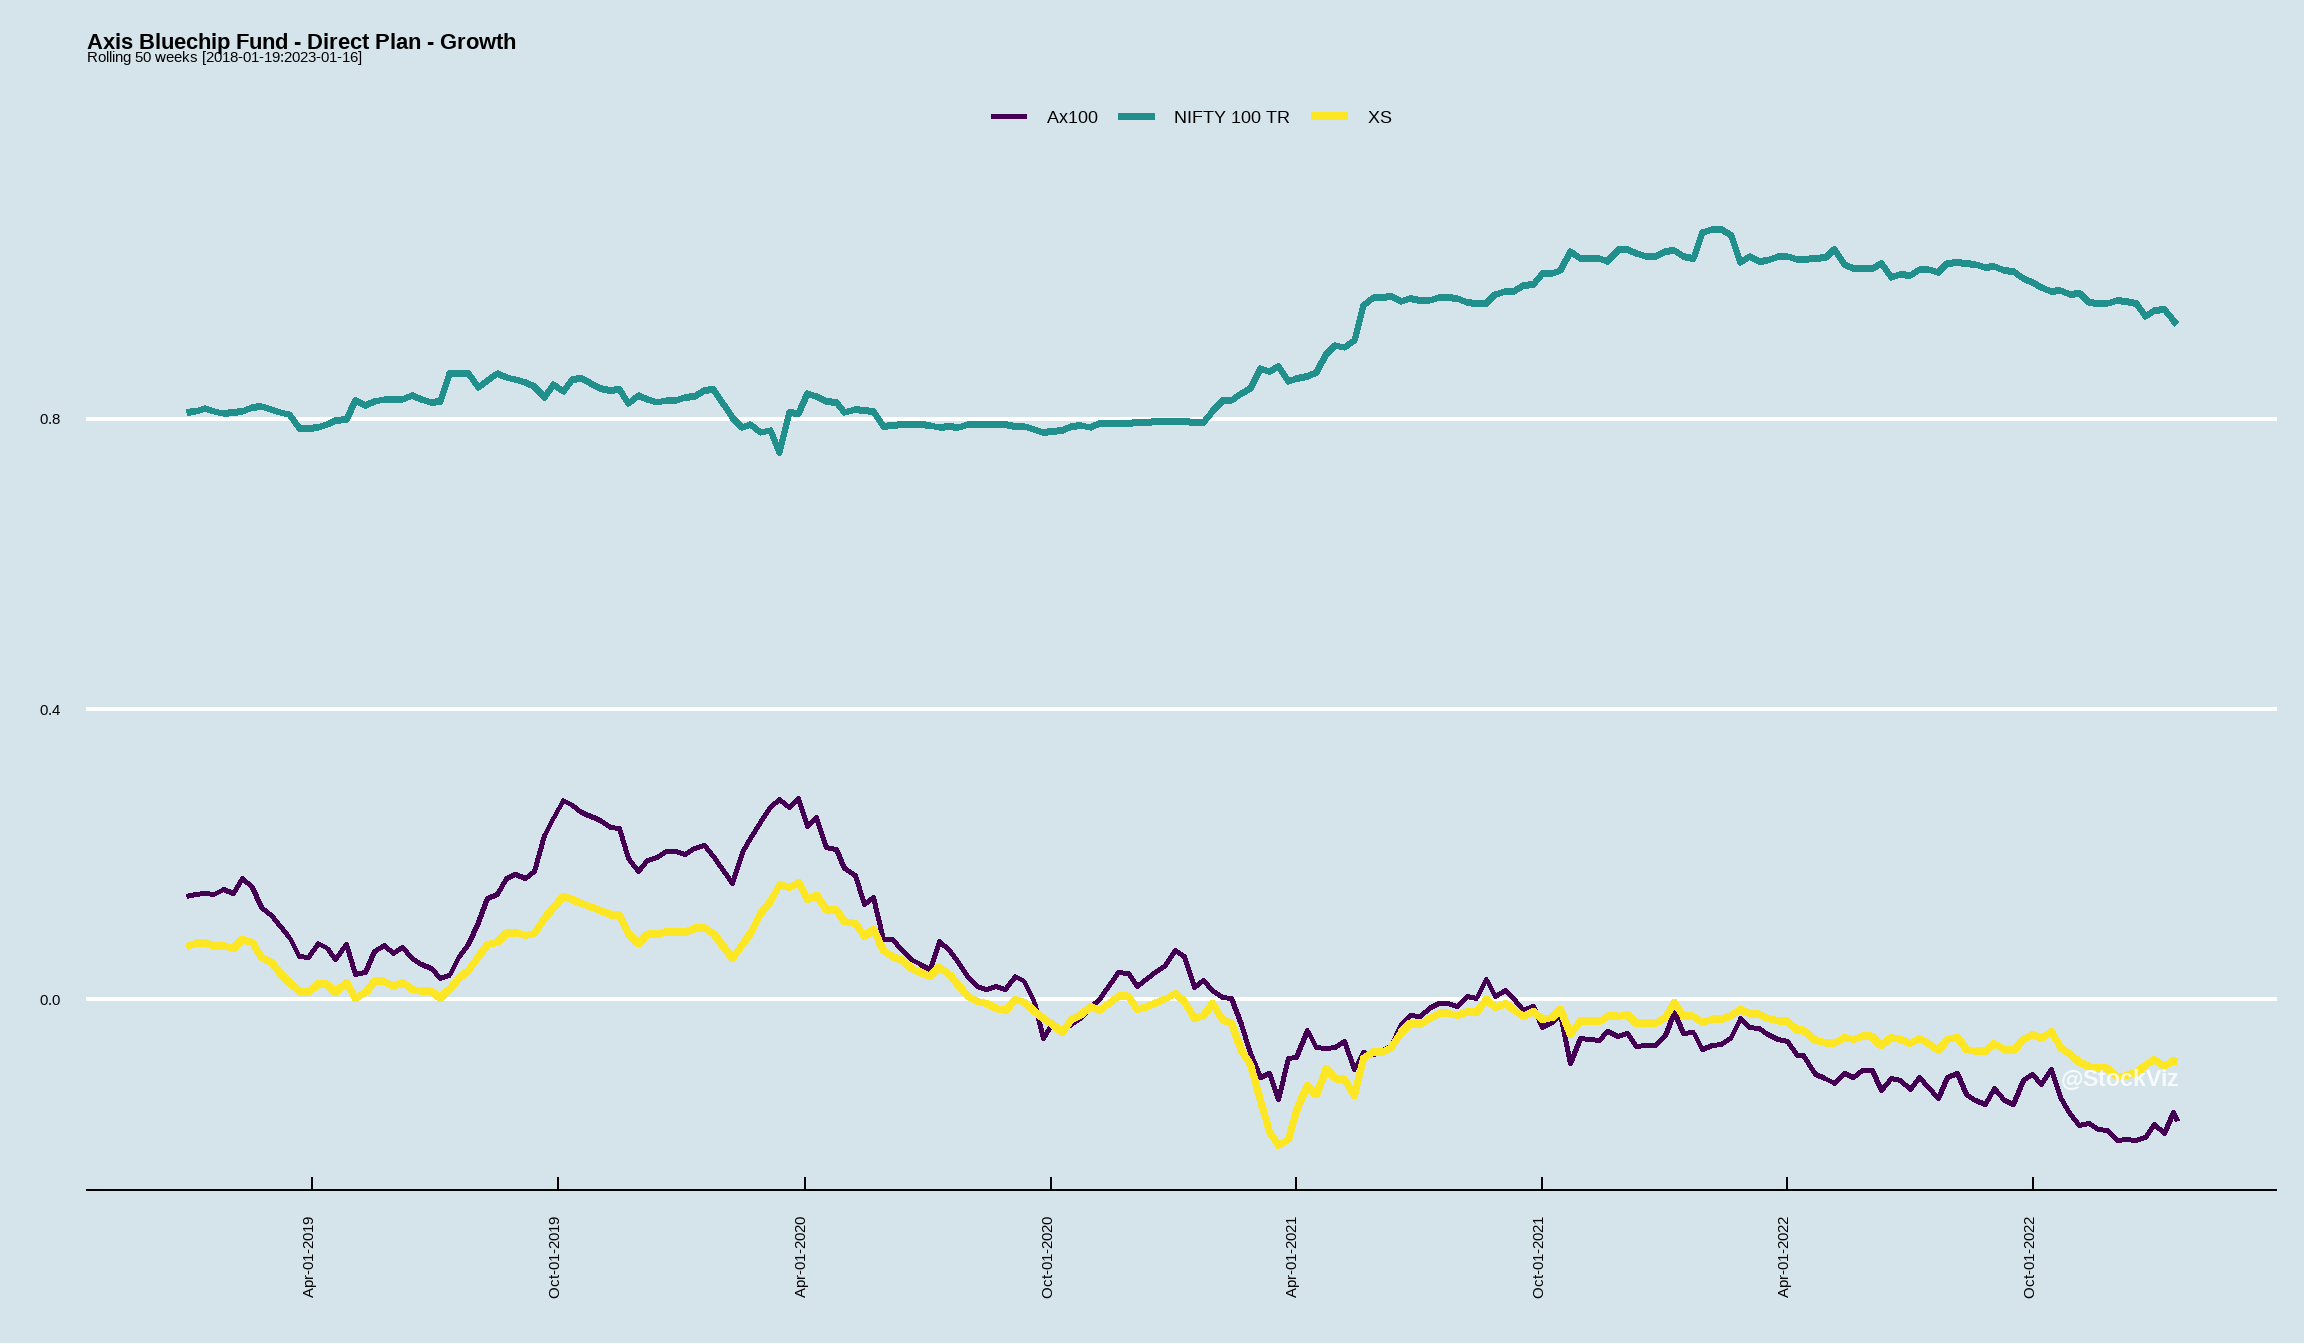 Axis Bluechip Fund - Direct Plan - Growth
Rolling 50 weeks [2018-01-19:2023-01-16]
Ax100 NIFTY 100 TR XS
0.8
0.4
0.0
@StockViz
Apr-01-2019 Oct-01-2019 Apr-01-2020 Oct-01-2020 Apr-01-2021 Oct-01-2021 Apr-01-2022 Oct-01-2022